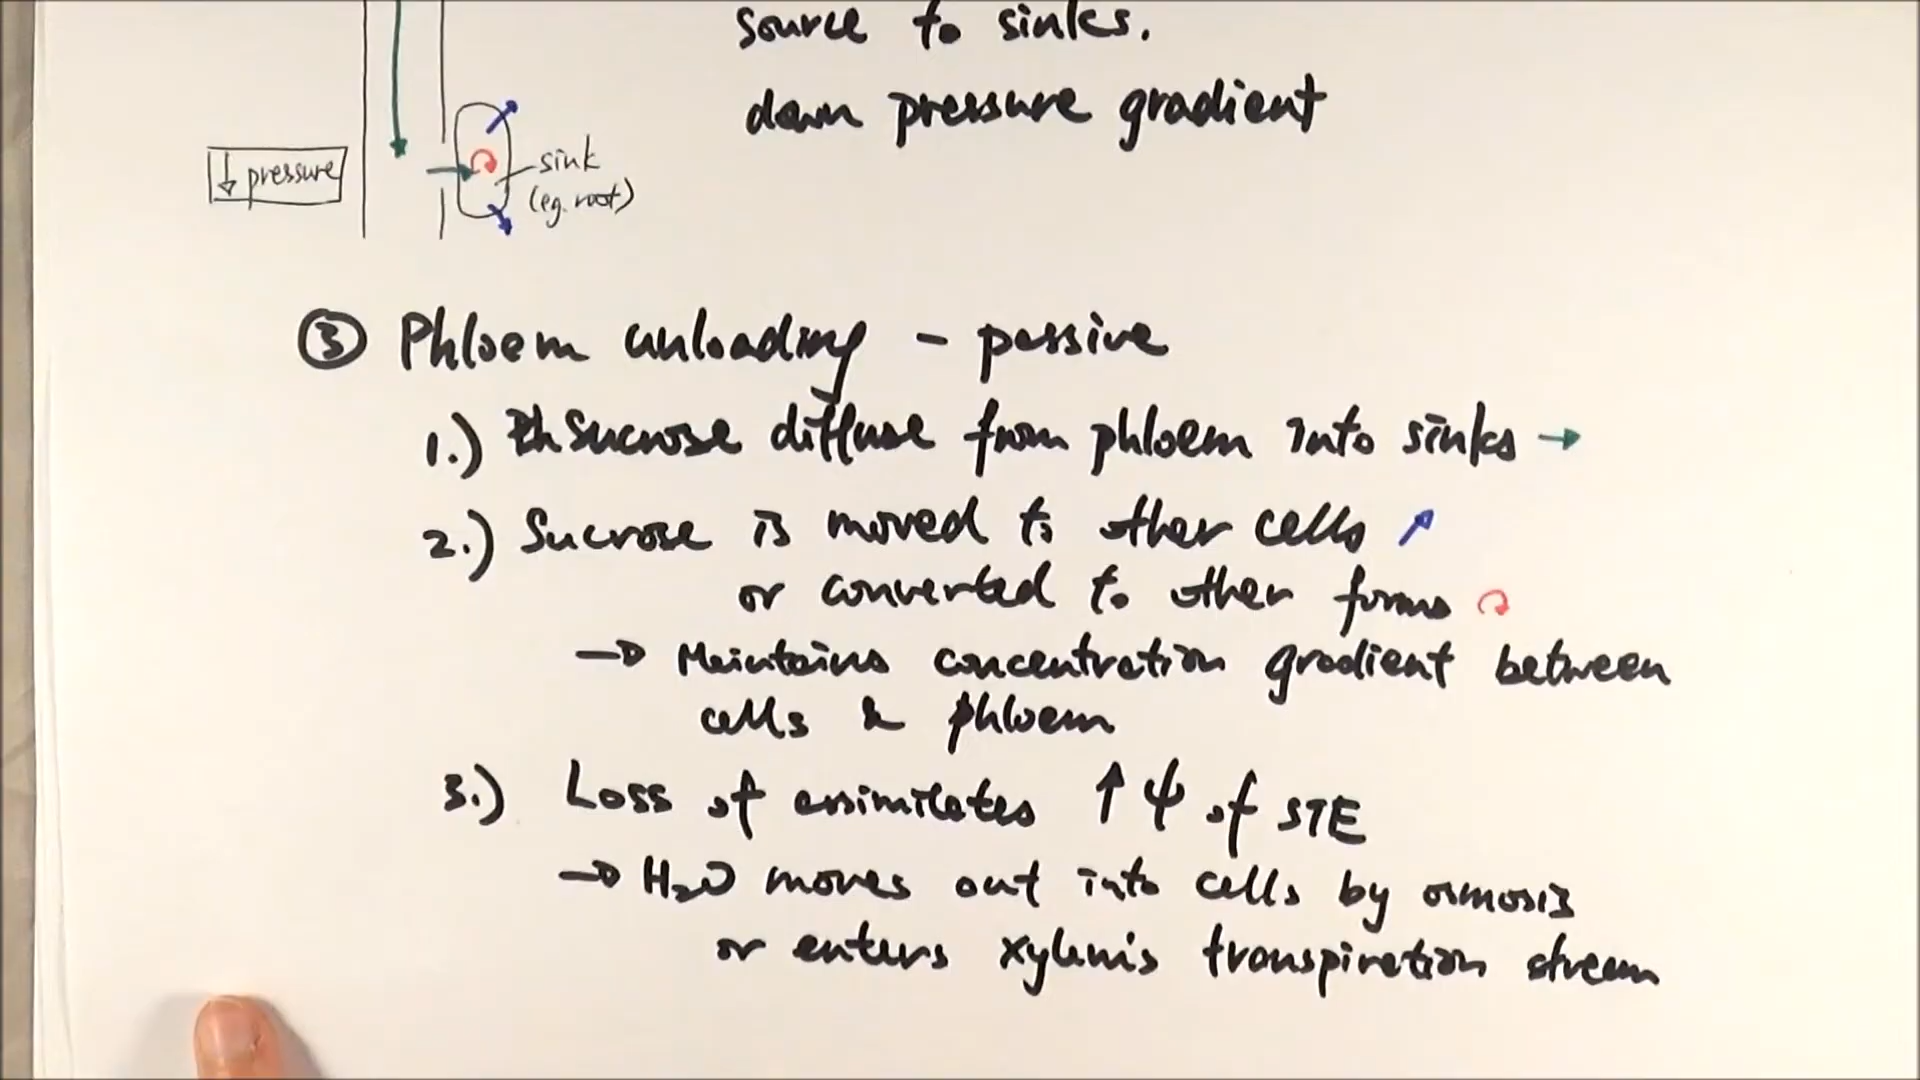 source to sinks.
down pressure gradient
↓ pressure
sink
(eg. root)
③ Phloem unloading - passive
1.) Sucrose diffuse from phloem into sinks →
2.) Sucrose is moved to other cells ↗
or converted to other forms
→ Maintains concentration gradient between
cells & phloem
3.) Loss of assimilates ↑ ψ of STE
→ H₂O moves out into cells by osmosis
or enters xylem's transpiration stream